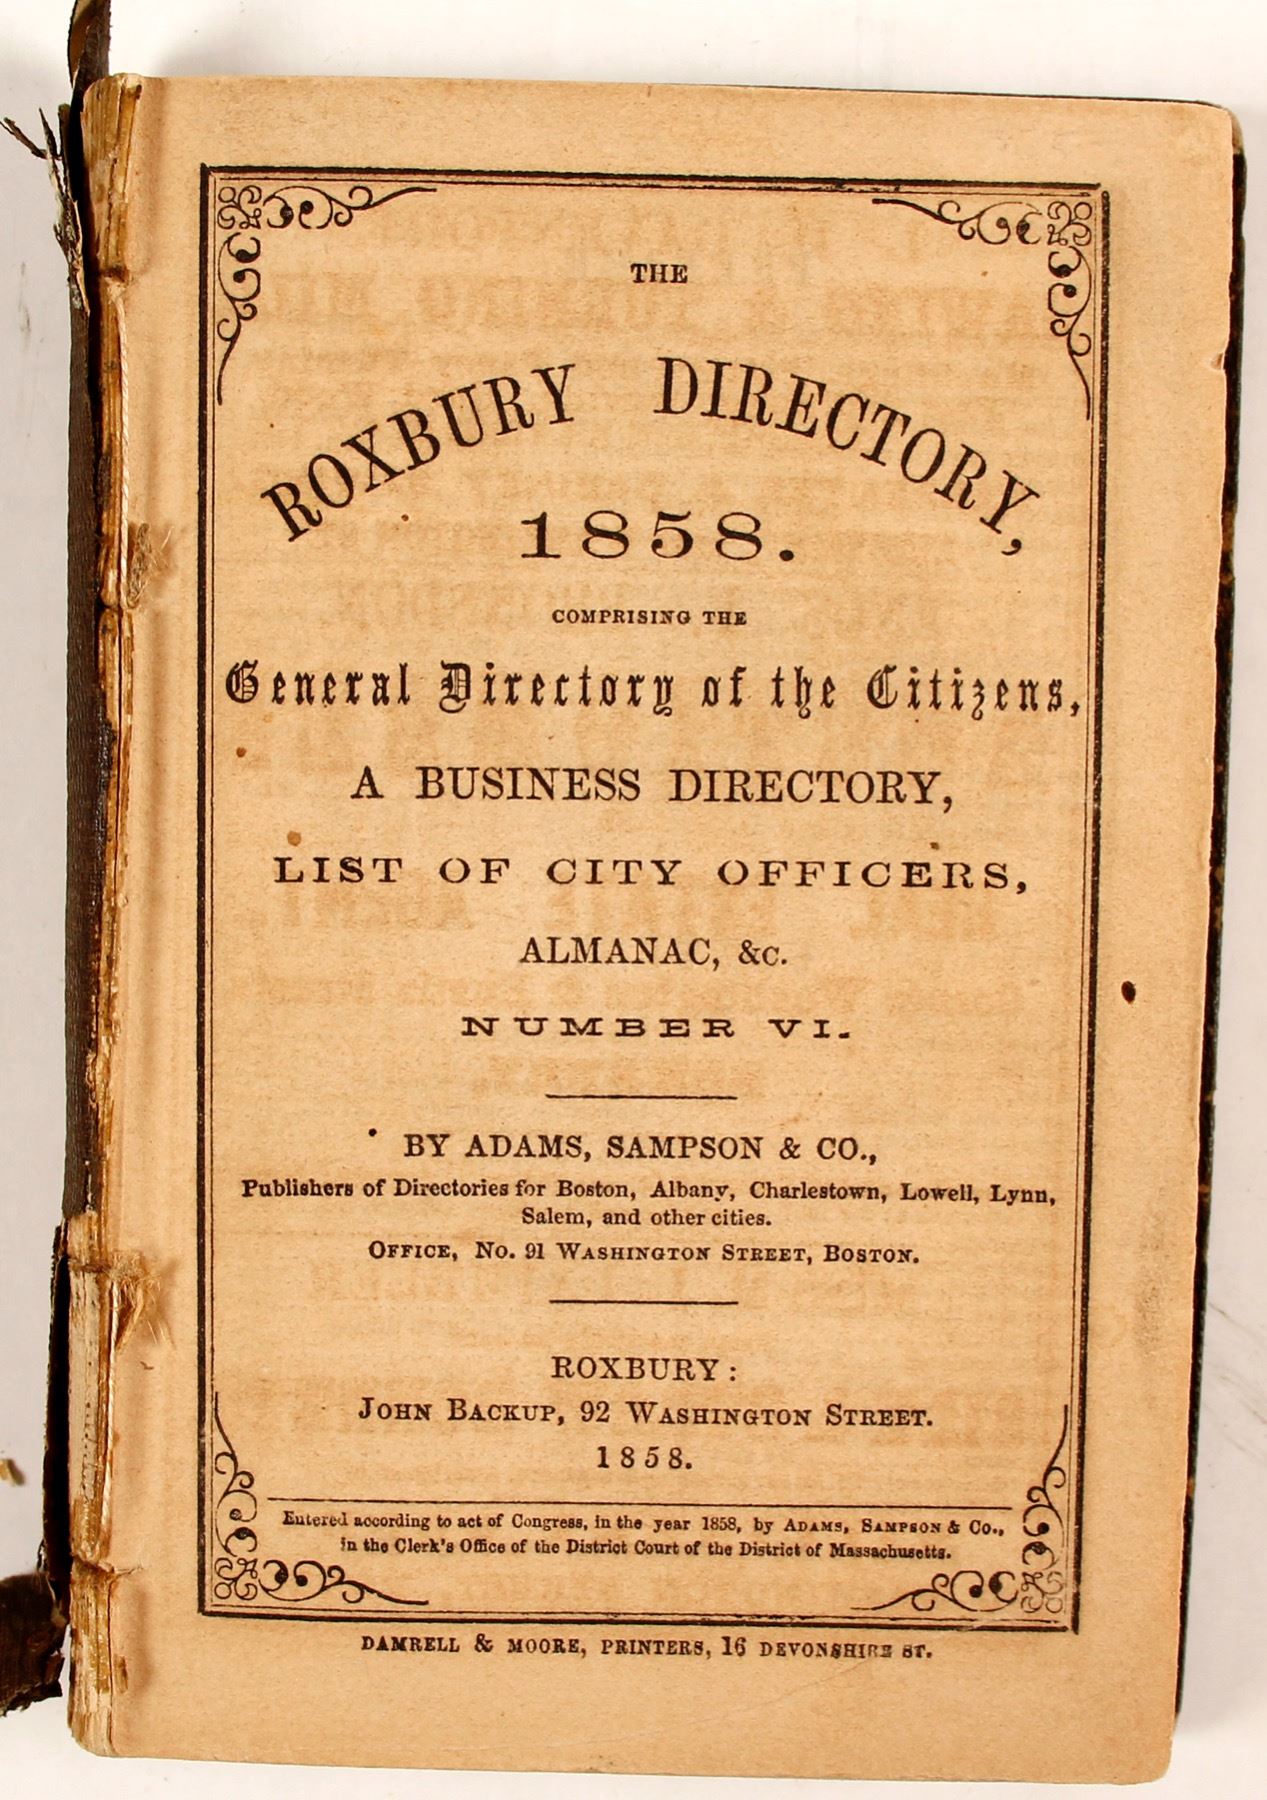 THE
ROXBURY DIRECTORY,
1858.
COMPRISING THE
General Directory of the Citizens,
A BUSINESS DIRECTORY,
LIST OF CITY OFFICERS,
ALMANAC, &C.
NUMBER VI.
BY ADAMS, SAMPSON & CO.,
Publishers of Directories for Boston, Albany, Charlestown, Lowell, Lynn,
Salem, and other cities.
OFFICE, NO. 91 WASHINGTON STREET, BOSTON.
ROXBURY:
JOHN BACKUP, 92 WASHINGTON STREET.
1858.
Entered according to act of Congress, in the year 1858, by ADAMS, SAMPSON & CO.,
in the Clerk's Office of the District Court of the District of Massachusetts.
DAMRELL & MOORE, PRINTERS, 16 DEVONSHIRE ST.